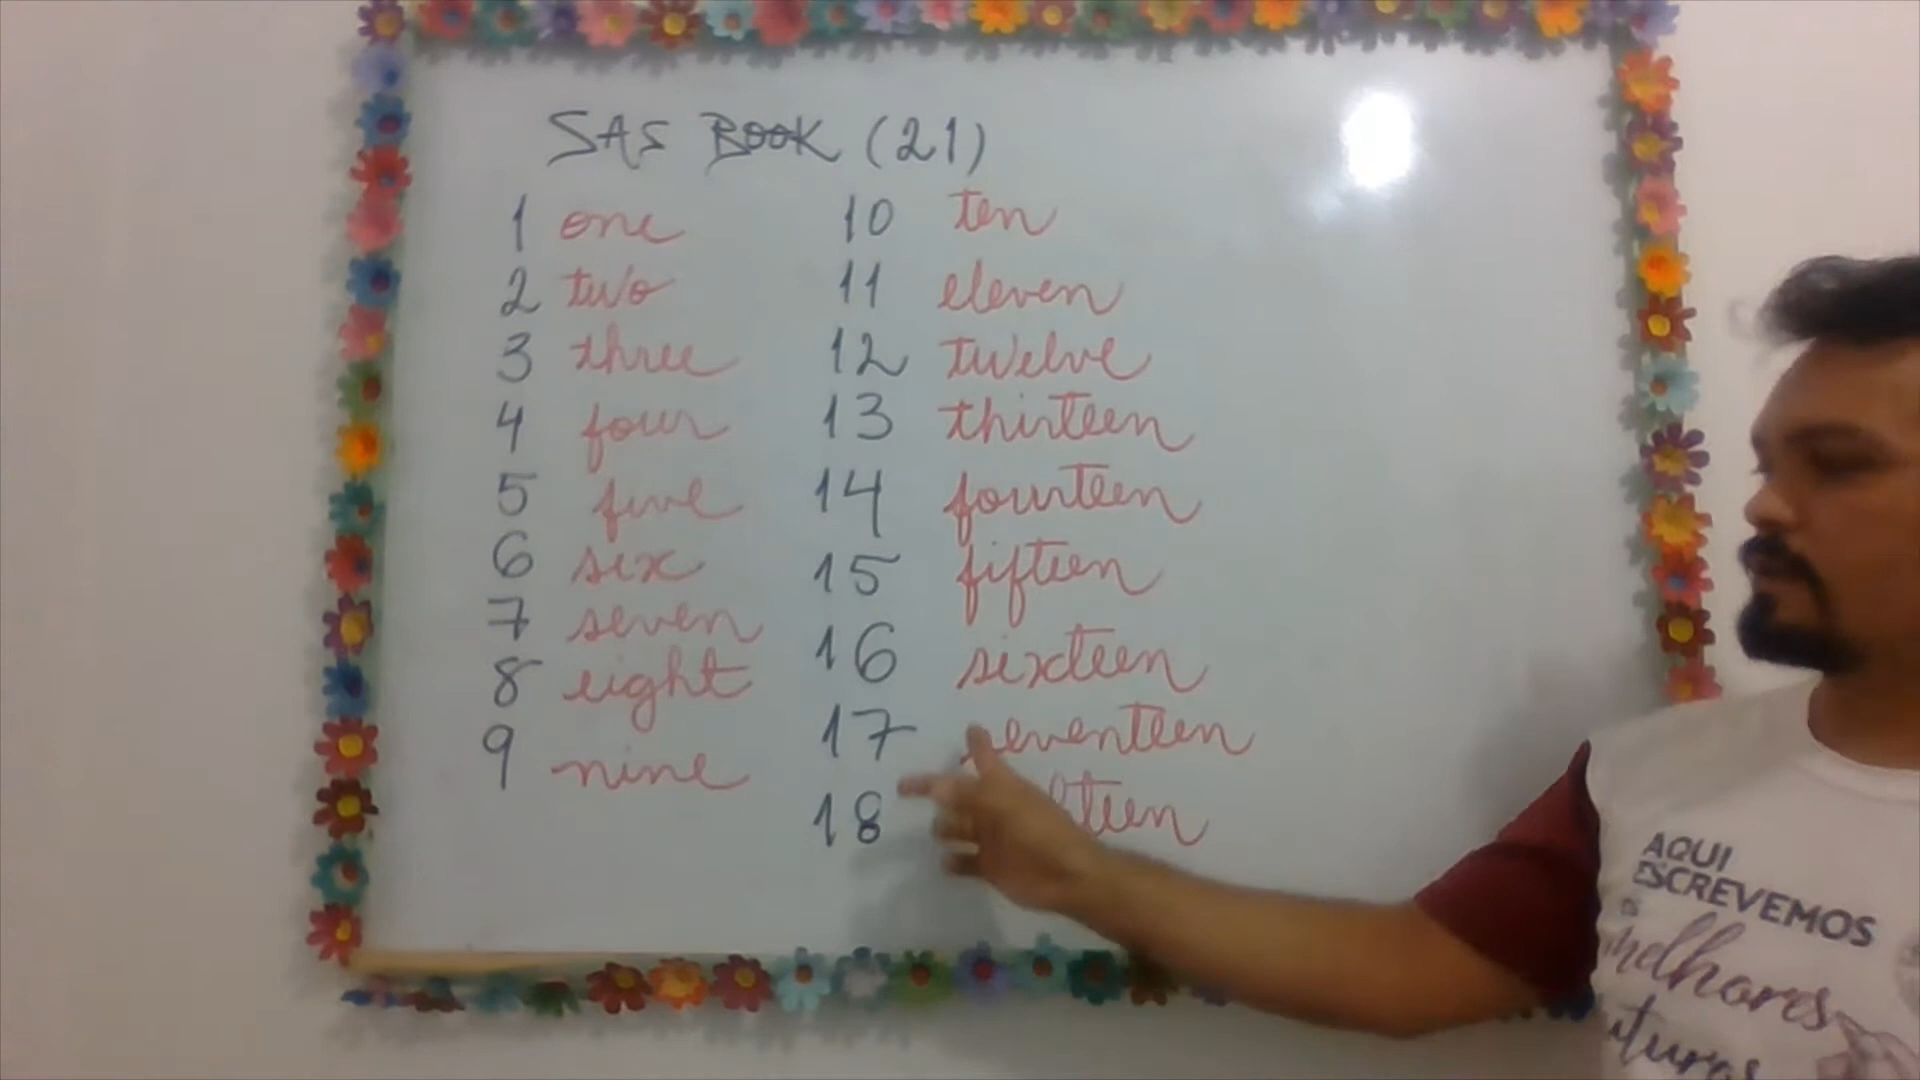 SAS BOOK (21)
1 one
2 two
3 three
4 four
5 five
6 six
7 seven
8 eight
9 nine
10 ten
11 eleven
12 twelve
13 thirteen
14 fourteen
15 fifteen
16 sixteen
17 seventeen
18
AQUI
ESCREVEMOS
melhores